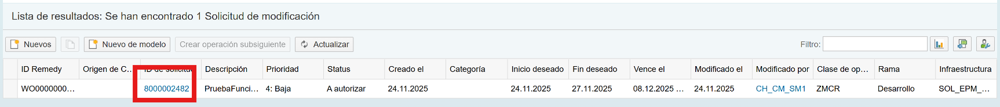 Lista de resultados: Se han encontrado 1 Solicitud de modificación
Nuevos Nuevo de modelo Crear operación subsiguiente Actualizar Filtro:
ID Remedy Origen de C... ID de solicitud Descripción Prioridad Status Creado el Categoría Inicio deseado Fin deseado Vence el Modificado el Modificado por Clase de op... Rama Infraestructura
WO0000000... 8000002482 PruebaFunci... 4: Baja A autorizar 24.11.2025 24.11.2025 27.11.2025 08.12.2025 ... 24.11.2025 CH_CM_SM1 ZMCR Desarrollo SOL_EPM_...